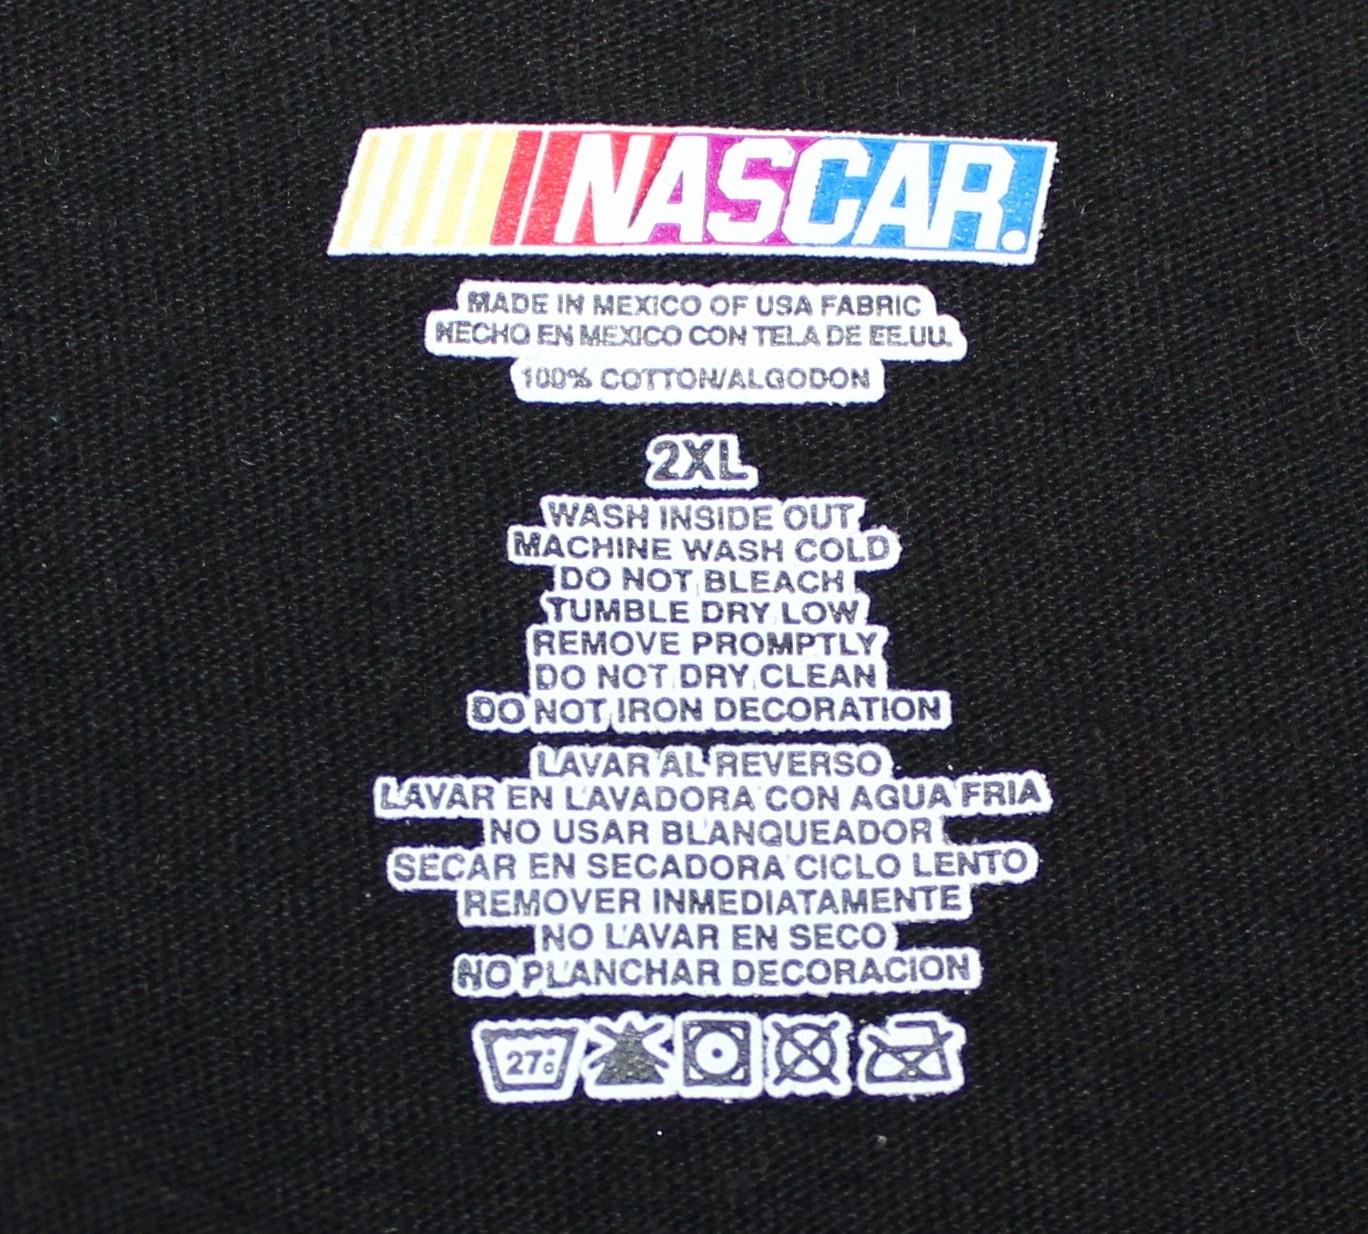 NASCAR.
MADE IN MEXICO OF USA FABRIC
HECHO EN MEXICO CON TELA DE EE.UU.
100% COTTON/ALGODON
2XL
WASH INSIDE OUT
MACHINE WASH COLD
DO NOT BLEACH
TUMBLE DRY LOW
REMOVE PROMPTLY
DO NOT DRY CLEAN
DO NOT IRON DECORATION
LAVAR AL REVERSO
LAVAR EN LAVADORA CON AGUA FRIA
NO USAR BLANQUEADOR
SECAR EN SECADORA CICLO LENTO
REMOVER INMEDIATAMENTE
NO LAVAR EN SECO
NO PLANCHAR DECORACION
27°C